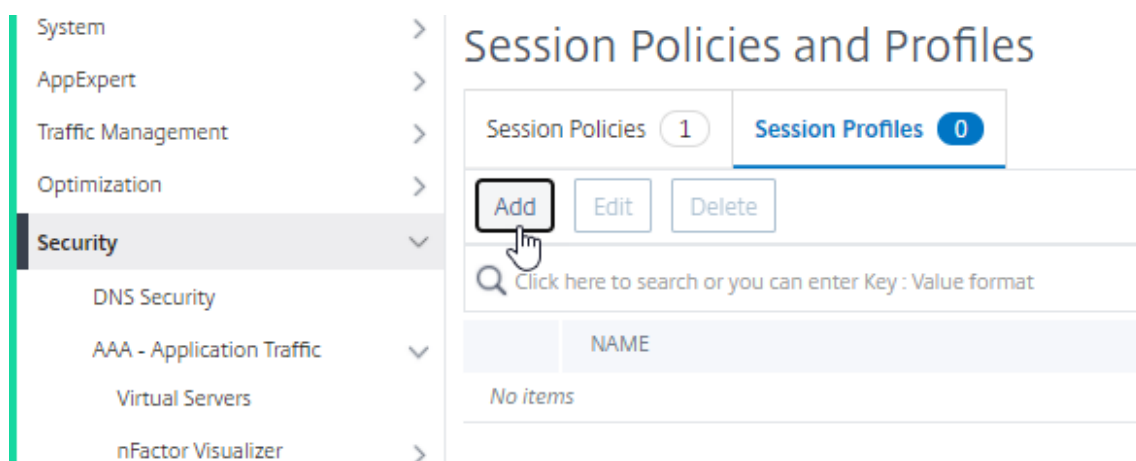 System
AppExpert
Traffic Management
Optimization
Security
DNS Security
AAA - Application Traffic
Virtual Servers
nFactor Visualizer
Session Policies and Profiles
Session Policies 1 Session Profiles 0
Add Edit Delete
Click here to search or you can enter Key : Value format
NAME
No items